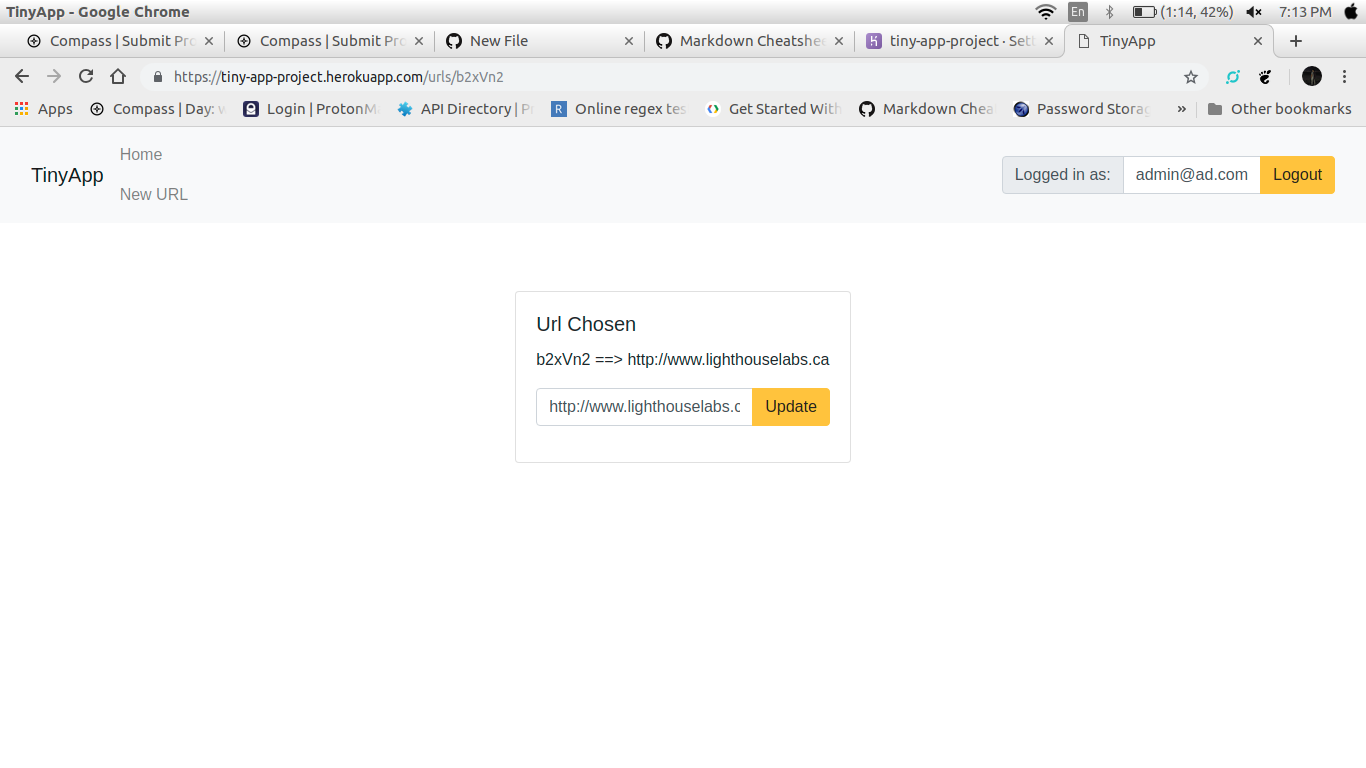 TinyApp - Google Chrome
En
(1:14, 42%)
7:13 PM
Compass | Submit Pro
Compass | Submit Pro
New File
Markdown Cheatshe
tiny-app-project · Set
TinyApp
https://tiny-app-project.herokuapp.com/urls/b2xVn2
Apps
Compass | Day:
Login | ProtonM
API Directory |
R
Online regex tes
Get Started With
Markdown Chea
Password Storag
»
Other bookmarks
TinyApp
Home
New URL
Logged in as:
admin@ad.com
Logout
Url Chosen
b2xVn2 ==> http://www.lighthouselabs.ca
http://www.lighthouselabs.c
Update